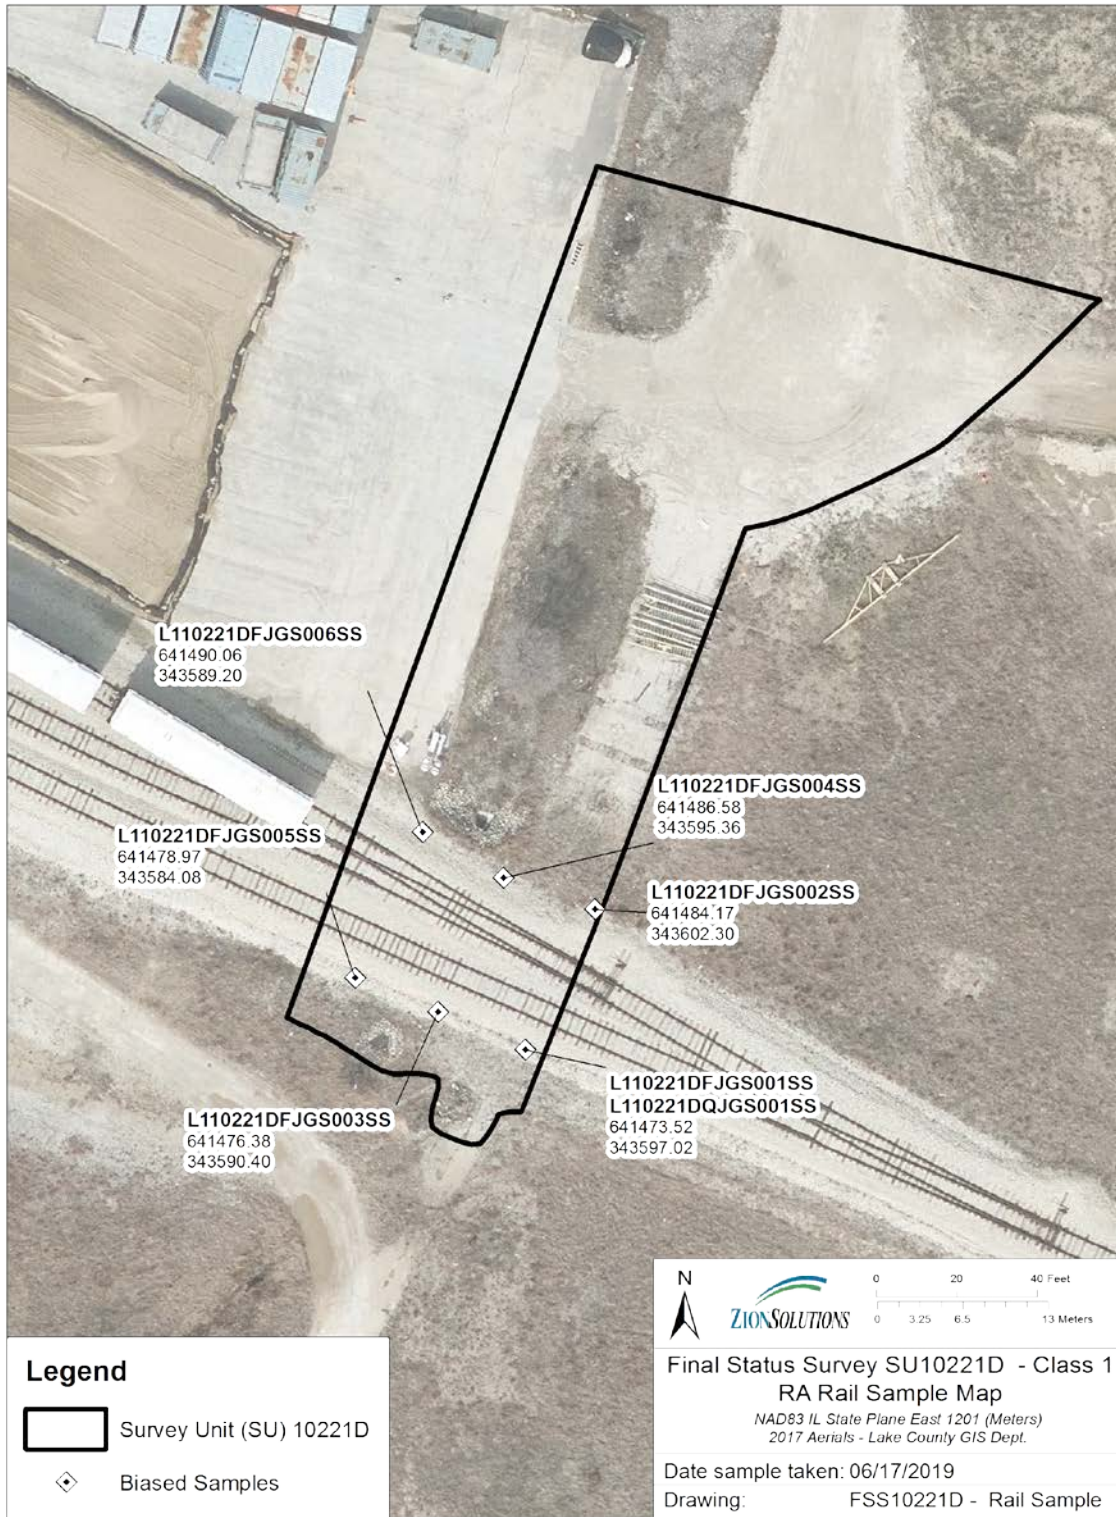 L110221DFJGS006SS
641490.06
343589.20
L110221DFJGS004SS
641486.58
343595.36
L110221DFJGS005SS
641478.97
343584.08
L110221DFJGS002SS
641484.17
343602.30
L110221DFJGS001SS
L110221DQJGS001SS
641473.52
343597.02
L110221DFJGS003SS
641476.38
343590.40
N
ZIONSOLUTIONS
0 20 40 Feet
0 3.25 6.5 13 Meters
Final Status Survey SU10221D - Class 1
RA Rail Sample Map
NAD83 IL State Plane East 1201 (Meters)
2017 Aerials - Lake County GIS Dept.
Date sample taken: 06/17/2019
Drawing: FSS10221D - Rail Sample
Legend
Survey Unit (SU) 10221D
Biased Samples